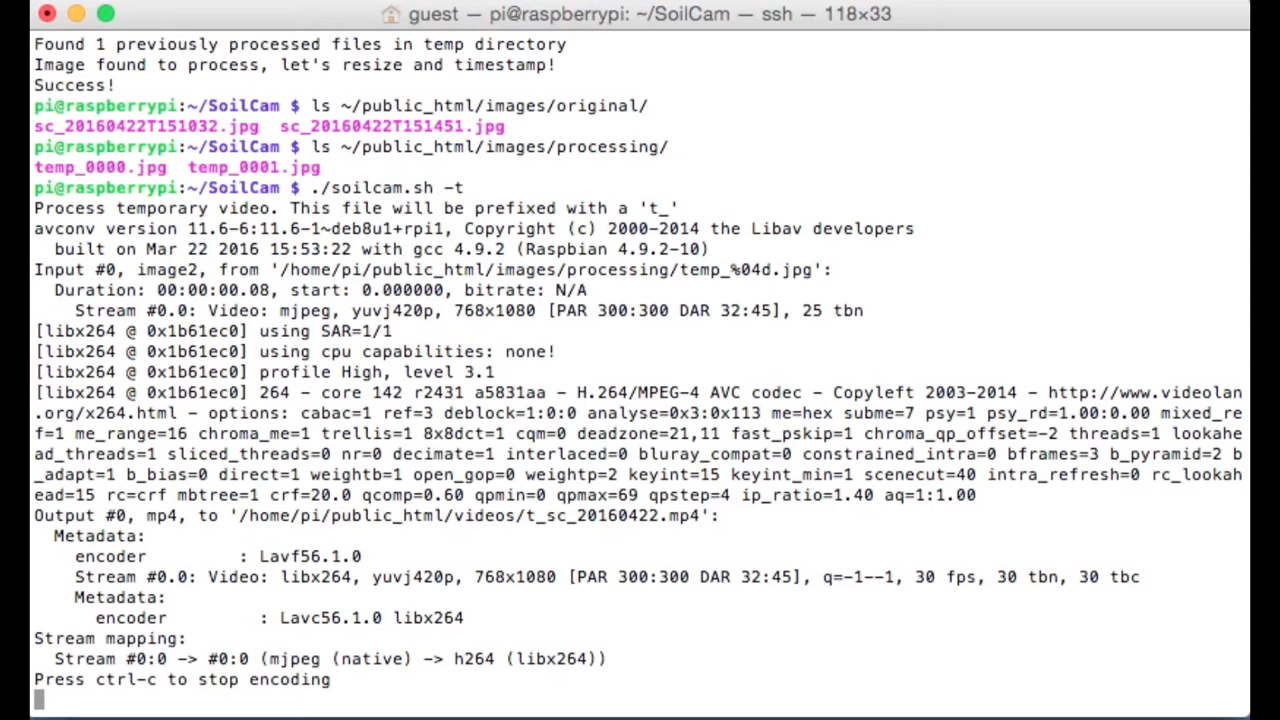 guest — pi@raspberrypi: ~/SoilCam — ssh — 118×33
Found 1 previously processed files in temp directory
Image found to process, let's resize and timestamp!
Success!
pi@raspberrypi:~/SoilCam $ ls ~/public_html/images/original/
sc_20160422T151032.jpg  sc_20160422T151451.jpg
pi@raspberrypi:~/SoilCam $ ls ~/public_html/images/processing/
temp_0000.jpg  temp_0001.jpg
pi@raspberrypi:~/SoilCam $ ./soilcam.sh -t
Process temporary video. This file will be prefixed with a 't_'
avconv version 11.6-6:11.6-1~deb8u1+rpi1, Copyright (c) 2000-2014 the Libav developers
  built on Mar 22 2016 15:53:22 with gcc 4.9.2 (Raspbian 4.9.2-10)
Input #0, image2, from '/home/pi/public_html/images/processing/temp_%04d.jpg':
  Duration: 00:00:00.08, start: 0.000000, bitrate: N/A
    Stream #0.0: Video: mjpeg, yuvj420p, 768x1080 [PAR 300:300 DAR 32:45], 25 tbn
[libx264 @ 0x1b61ec0] using SAR=1/1
[libx264 @ 0x1b61ec0] using cpu capabilities: none!
[libx264 @ 0x1b61ec0] profile High, level 3.1
[libx264 @ 0x1b61ec0] 264 - core 142 r2431 a5831aa - H.264/MPEG-4 AVC codec - Copyleft 2003-2014 - http://www.videolan
.org/x264.html - options: cabac=1 ref=3 deblock=1:0:0 analyse=0x3:0x113 me=hex subme=7 psy=1 psy_rd=1.00:0.00 mixed_re
f=1 me_range=16 chroma_me=1 trellis=1 8x8dct=1 cqm=0 deadzone=21,11 fast_pskip=1 chroma_qp_offset=-2 threads=1 lookahe
ad_threads=1 sliced_threads=0 nr=0 decimate=1 interlaced=0 bluray_compat=0 constrained_intra=0 bframes=3 b_pyramid=2 b
_adapt=1 b_bias=0 direct=1 weightb=1 open_gop=0 weightp=2 keyint=15 keyint_min=1 scenecut=40 intra_refresh=0 rc_lookah
ead=15 rc=crf mbtree=1 crf=20.0 qcomp=0.60 qpmin=0 qpmax=69 qpstep=4 ip_ratio=1.40 aq=1:1.00
Output #0, mp4, to '/home/pi/public_html/videos/t_sc_20160422.mp4':
  Metadata:
    encoder         : Lavf56.1.0
    Stream #0.0: Video: libx264, yuvj420p, 768x1080 [PAR 300:300 DAR 32:45], q=-1--1, 30 fps, 30 tbn, 30 tbc
    Metadata:
      encoder         : Lavc56.1.0 libx264
Stream mapping:
  Stream #0:0 -> #0:0 (mjpeg (native) -> h264 (libx264))
Press ctrl-c to stop encoding